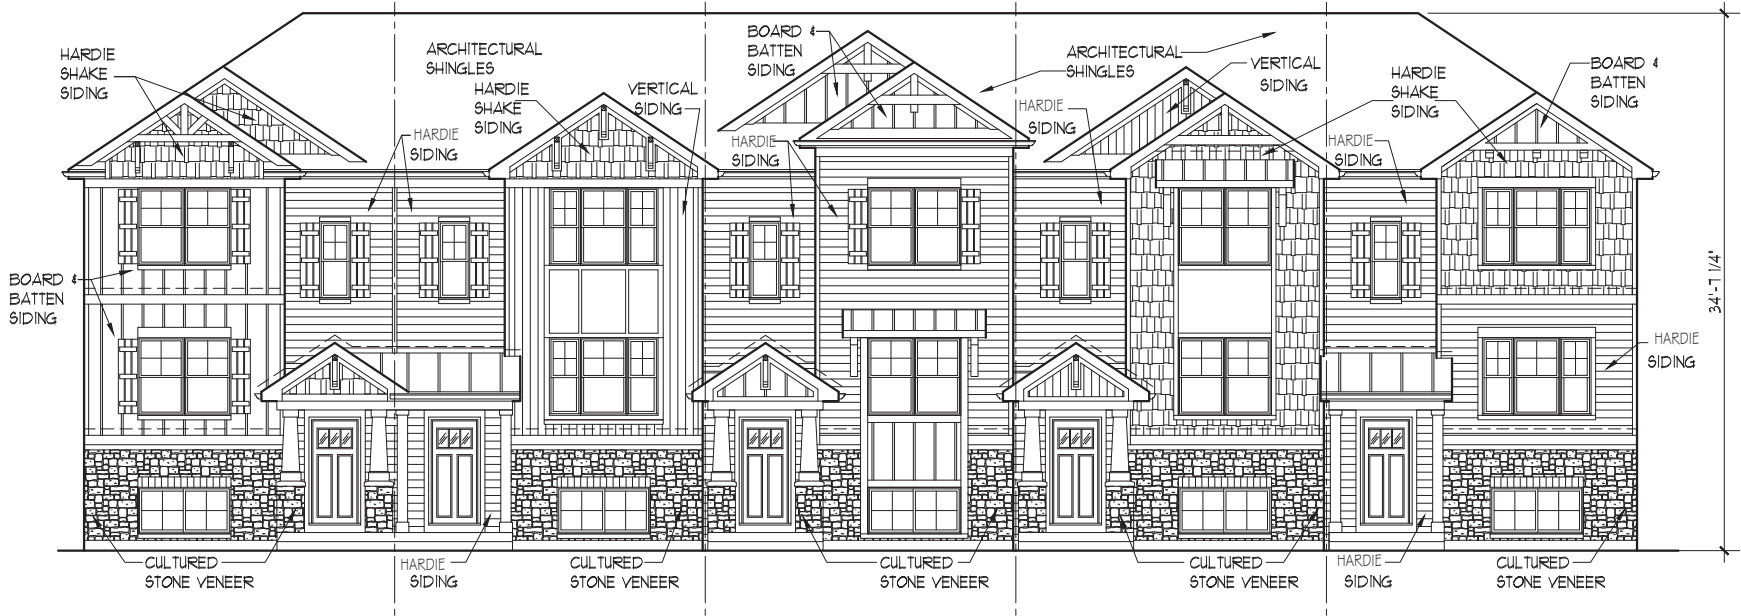 HARDIE
SHAKE
SIDING
ARCHITECTURAL
SHINGLES
HARDIE
SHAKE
SIDING
VERTICAL
SIDING
BOARD &
BATTEN
SIDING
ARCHITECTURAL
SHINGLES
VERTICAL
SIDING
HARDIE
SHAKE
SIDING
BOARD &
BATTEN
SIDING
HARDIE
SIDING
HARDIE
SIDING
HARDIE
SIDING
HARDIE
SIDING
BOARD &
BATTEN
SIDING
34'-1 1/4"
HARDIE
SIDING
CULTURED
STONE VENEER
HARDIE
SIDING
CULTURED
STONE VENEER
CULTURED
STONE VENEER
CULTURED
STONE VENEER
HARDIE
SIDING
CULTURED
STONE VENEER